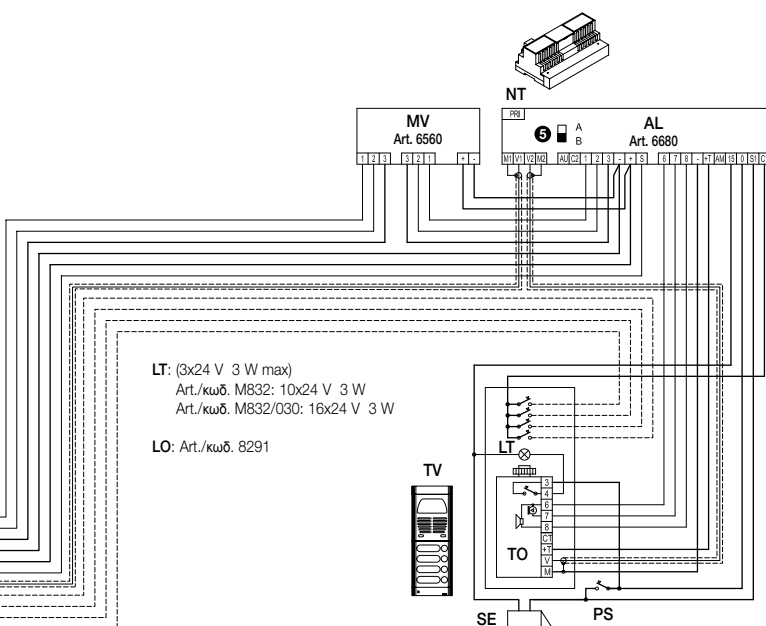 NT
MV
Art. 6560
PRI
5 A
B
AL
Art. 6680
1 2 3 3 2 1 + -
M1 V1 V2 M2 AU C2 1 2 3 - + S 6 7 8 - +T AM 15 0 S1 C
LT: (3x24 V 3 W max)
Art./κωδ. M832: 10x24 V 3 W
Art./κωδ. M832/030: 16x24 V 3 W
LO: Art./κωδ. 8291
TV
LT
3
4
6
7
8
CT
+T
V
M
TO
SE
PS